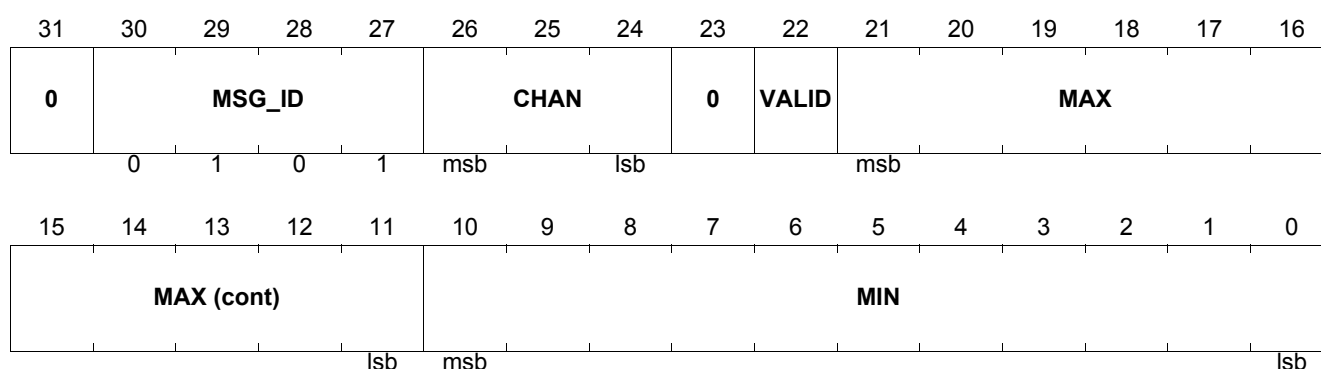 31 30 29 28 27 26 25 24 23 22 21 20 19 18 17 16
0 MSG_ID CHAN 0 VALID MAX
0 1 0 1 msb lsb msb
15 14 13 12 11 10 9 8 7 6 5 4 3 2 1 0
MAX (cont) MIN
lsb msb lsb